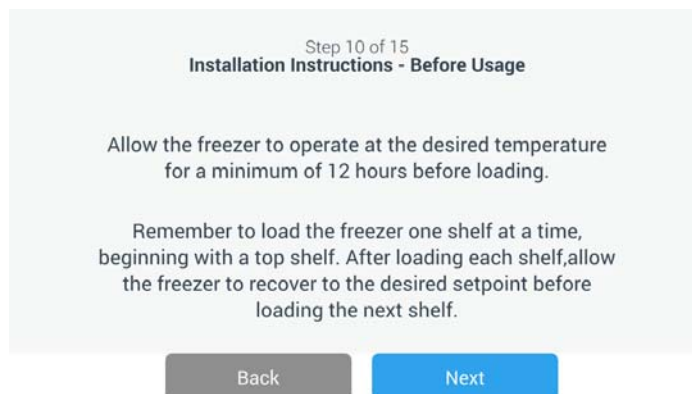 Step 10 of 15
Installation Instructions - Before Usage
Allow the freezer to operate at the desired temperature
for a minimum of 12 hours before loading.
Remember to load the freezer one shelf at a time,
beginning with a top shelf. After loading each shelf,allow
the freezer to recover to the desired setpoint before
loading the next shelf.
Back
Next